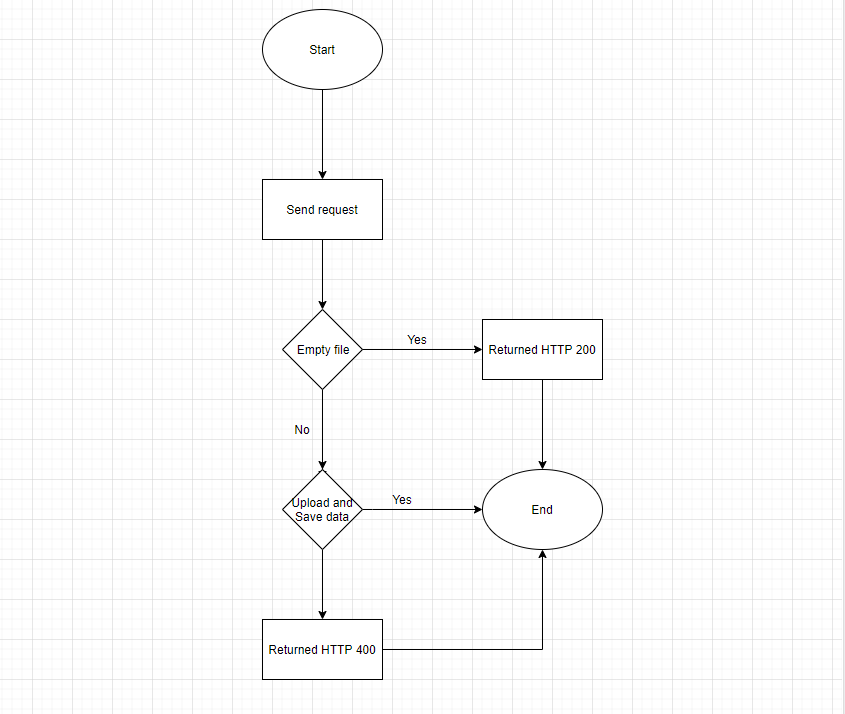 Start
Send request
Empty file
Yes
Returned HTTP 200
No
Upload and
Save data
Yes
End
Returned HTTP 400